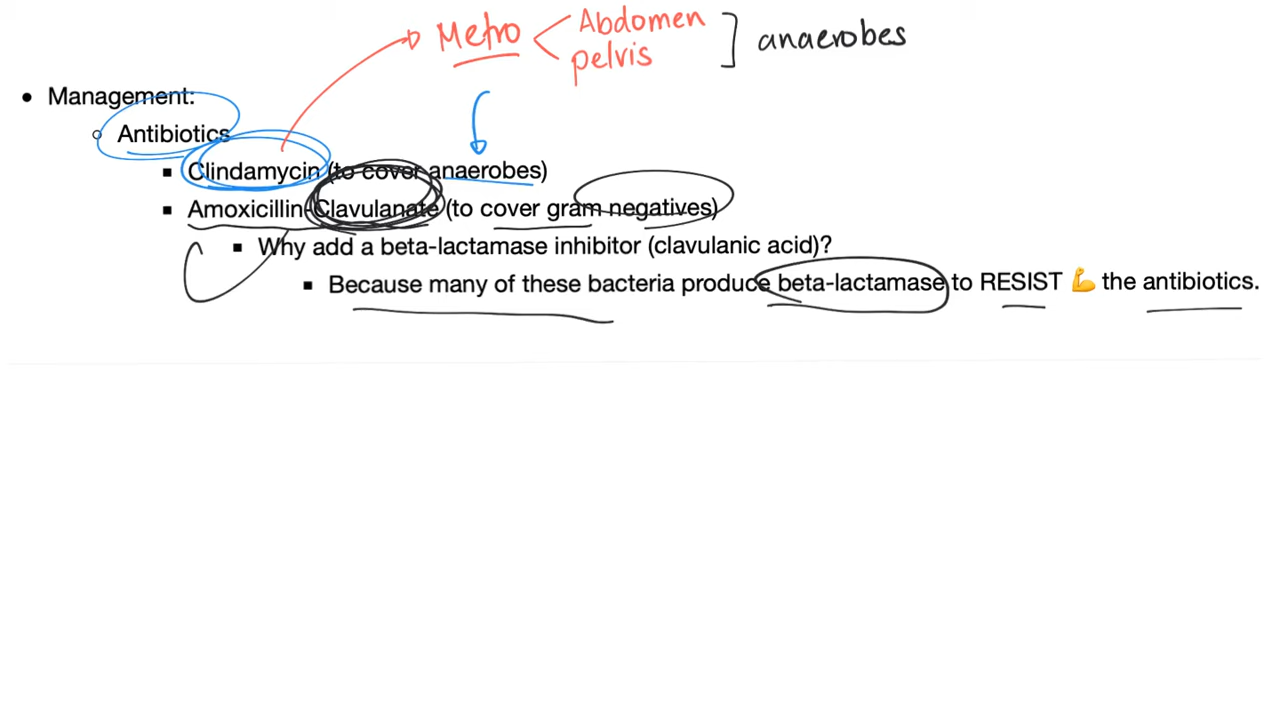 Metro < Abdomen
pelvis ] anaerobes
• Management:
○ Antibiotics
▪ Clindamycin (to cover anaerobes)
▪ Amoxicillin-Clavulanate (to cover gram negatives)
▪ Why add a beta-lactamase inhibitor (clavulanic acid)?
▪ Because many of these bacteria produce beta-lactamase to RESIST 💪 the antibiotics.